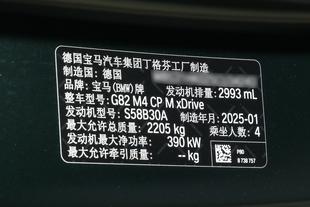 德国宝马汽车集团丁格芬工厂制造
制造国：德国
品牌：宝马(BMW)牌 发动机排量：2993 mL
整车型号：G82 M4 CP M xDrive
发动机型号：S58B30A 制造年月：2025-01
最大允许总质量：2205 kg 乘坐人数：4
发动机最大净功率：390 kW
最大允许牵引质量：-- kg
PBD
8 738 757